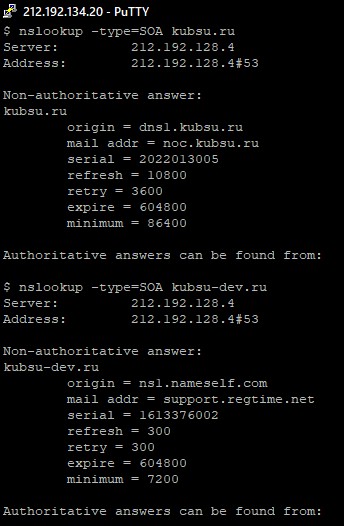 212.192.134.20 - PuTTY
$ nslookup -type=SOA kubsu.ru
Server: 212.192.128.4
Address: 212.192.128.4#53
Non-authoritative answer:
kubsu.ru
origin = dns1.kubsu.ru
mail addr = noc.kubsu.ru
serial = 2022013005
refresh = 10800
retry = 3600
expire = 604800
minimum = 86400
Authoritative answers can be found from:
$ nslookup -type=SOA kubsu-dev.ru
Server: 212.192.128.4
Address: 212.192.128.4#53
Non-authoritative answer:
kubsu-dev.ru
origin = ns1.nameself.com
mail addr = support.regtime.net
serial = 1613376002
refresh = 300
retry = 300
expire = 604800
minimum = 7200
Authoritative answers can be found from: